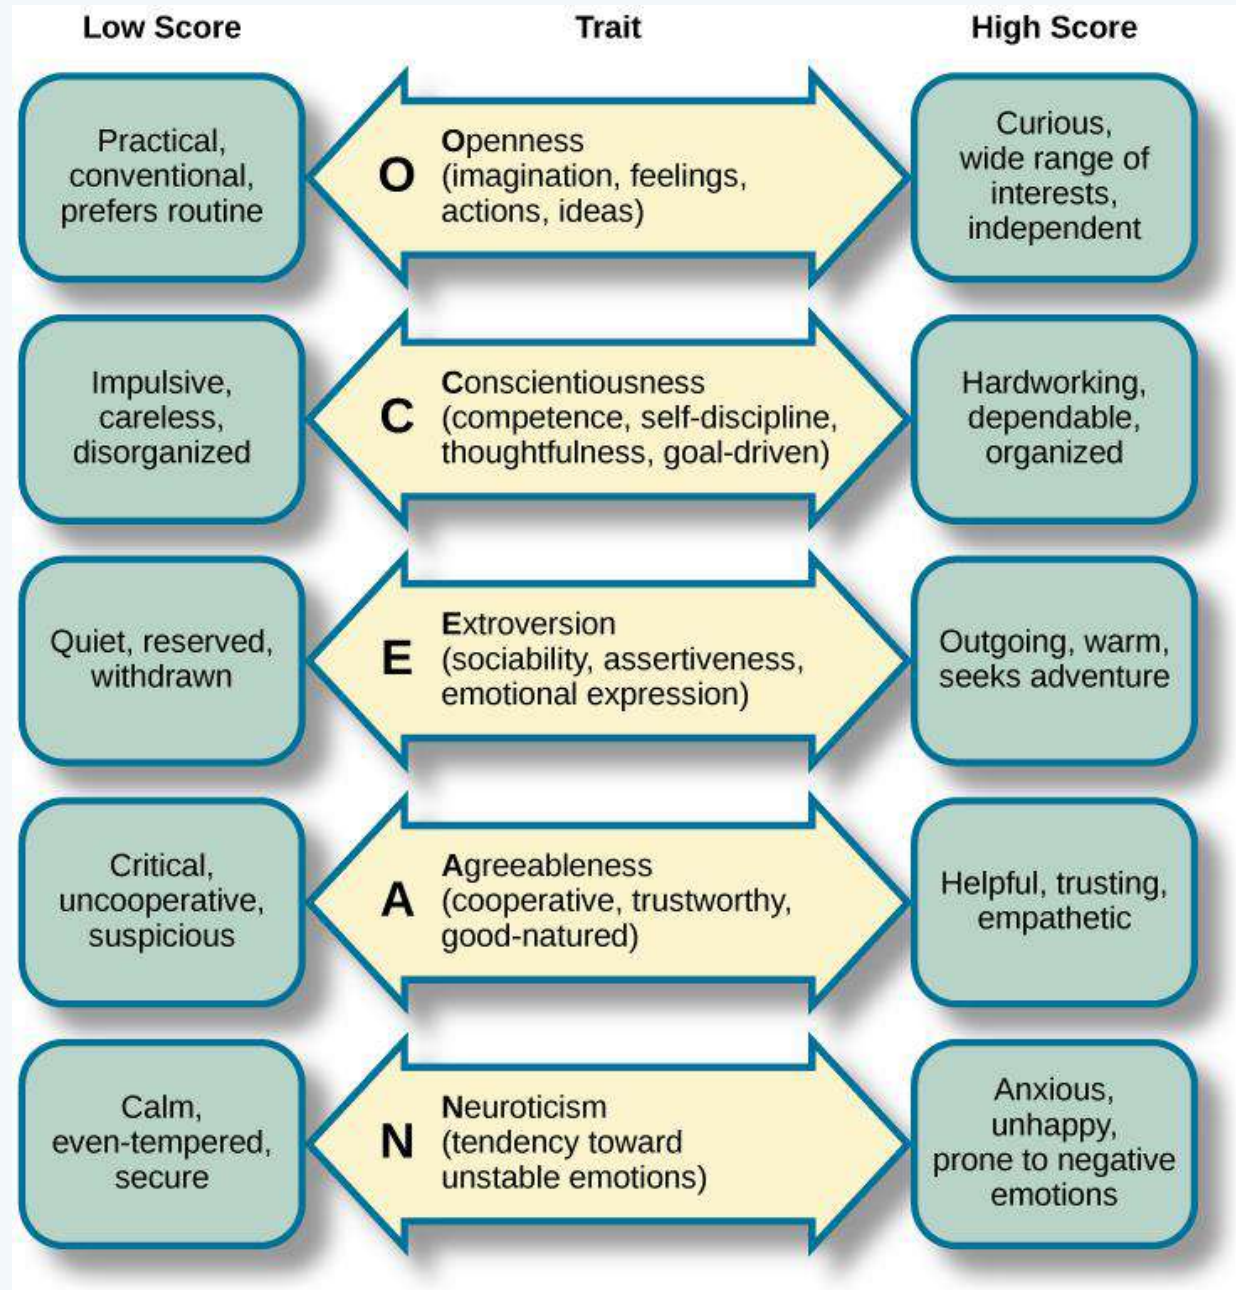 Low Score
Trait
High Score
Practical,
conventional,
prefers routine
O
Openness
(imagination, feelings,
actions, ideas)
Curious,
wide range of
interests,
independent
Impulsive,
careless,
disorganized
C
Conscientiousness
(competence, self-discipline,
thoughtfulness, goal-driven)
Hardworking,
dependable,
organized
Quiet, reserved,
withdrawn
E
Extroversion
(sociability, assertiveness,
emotional expression)
Outgoing, warm,
seeks adventure
Critical,
uncooperative,
suspicious
A
Agreeableness
(cooperative, trustworthy,
good-natured)
Helpful, trusting,
empathetic
Calm,
even-tempered,
secure
N
Neuroticism
(tendency toward
unstable emotions)
Anxious,
unhappy,
prone to negative
emotions